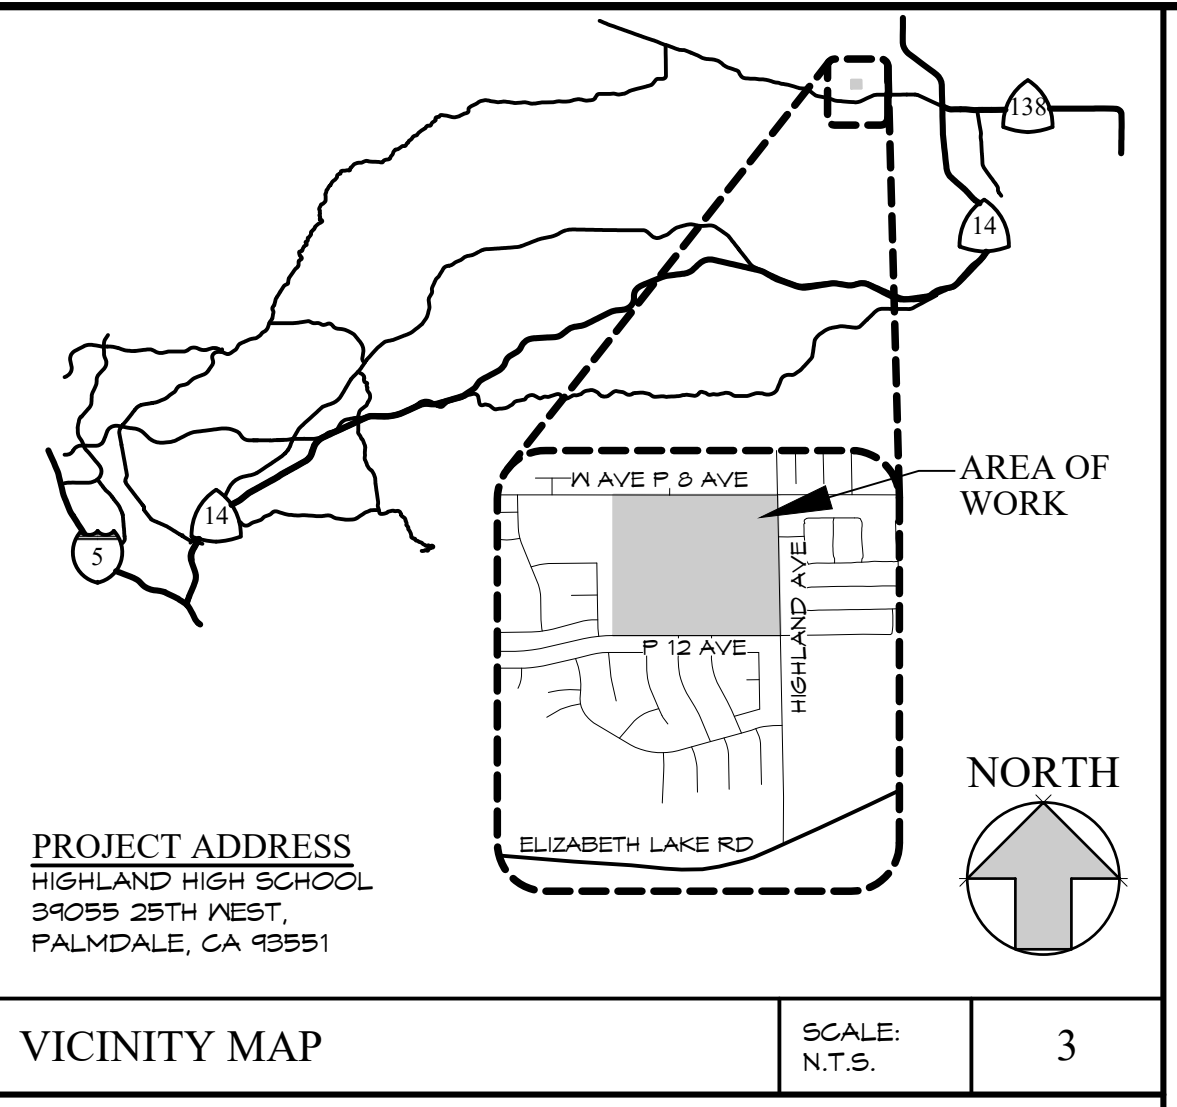 138
14
W AVE P 8 AVE
AREA OF
WORK
14
5
HIGHLAND AVE
P 12 AVE
NORTH
ELIZABETH LAKE RD
PROJECT ADDRESS
HIGHLAND HIGH SCHOOL
39055 25TH WEST,
PALMDALE, CA 93551
VICINITY MAP
SCALE:
N.T.S.
3